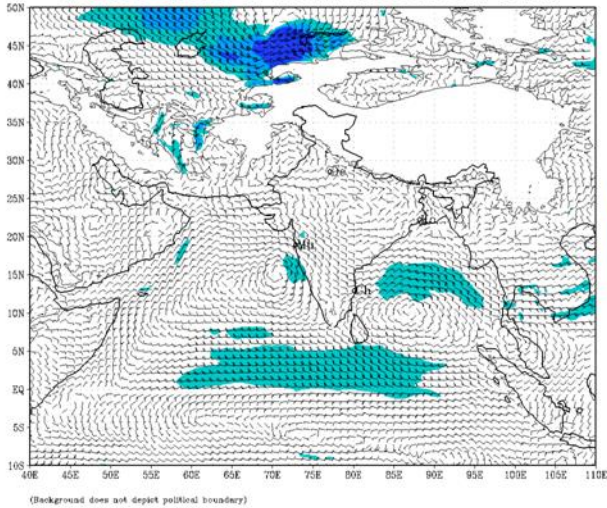 50N
45N
40N
35N
30N
25N
20N
15N
10N
5N
EQ
5S
10S
Ch
40E 45E 50E 55E 60E 65E 70E 75E 80E 85E 90E 95E 100E 105E 110E
(Background does not depict political boundary)